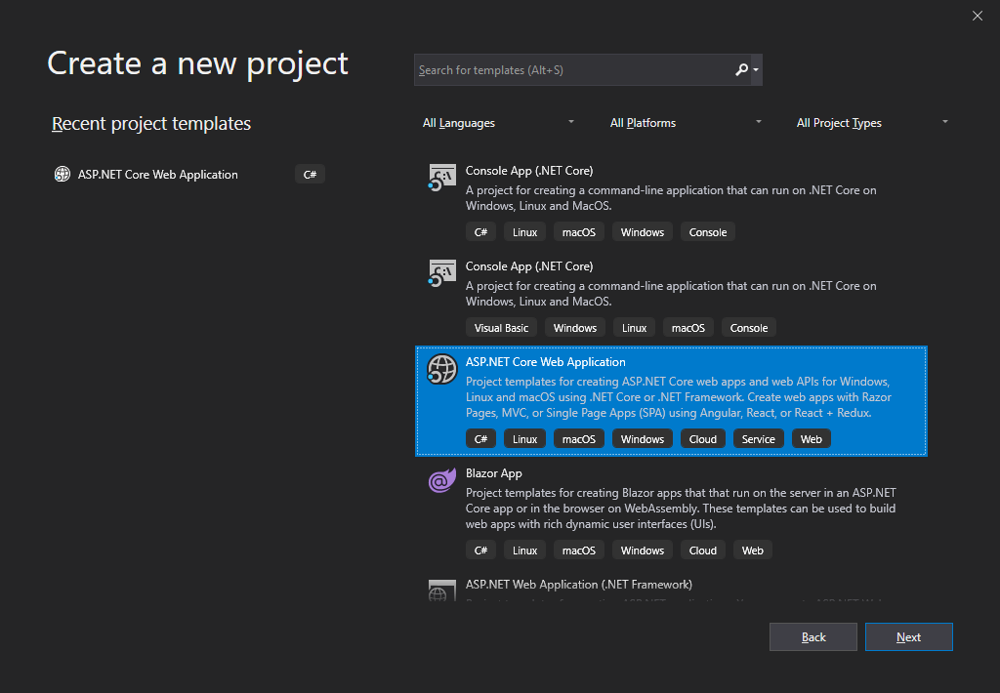 Create a new project
Search for templates (Alt+S)
Recent project templates
All Languages
All Platforms
All Project Types
ASP.NET Core Web Application
C#
Console App (.NET Core)
A project for creating a command-line application that can run on .NET Core on
Windows, Linux and MacOS.
C# Linux macOS Windows Console
Console App (.NET Core)
A project for creating a command-line application that can run on .NET Core on
Windows, Linux and MacOS.
Visual Basic Windows Linux macOS Console
ASP.NET Core Web Application
Project templates for creating ASP.NET Core web apps and web APIs for Windows,
Linux and macOS using .NET Core or .NET Framework. Create web apps with Razor
Pages, MVC, or Single Page Apps (SPA) using Angular, React, or React + Redux.
C# Linux macOS Windows Cloud Service Web
Blazor App
Project templates for creating Blazor apps that that run on the server in an ASP.NET
Core app or in the browser on WebAssembly. These templates can be used to build
web apps with rich dynamic user interfaces (UIs).
C# Linux macOS Windows Cloud Web
ASP.NET Web Application (.NET Framework)
Back
Next